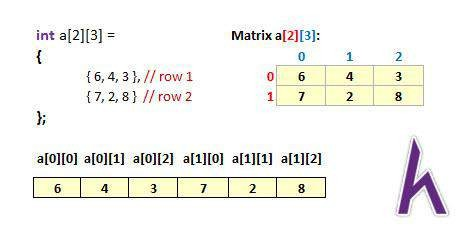 int a[2][3] =
{
{ 6, 4, 3 }, // row 1
{ 7, 2, 8 } // row 2
};
Matrix a[2][3]:
0 1 2
0 6 4 3
1 7 2 8
a[0][0] a[0][1] a[0][2] a[1][0] a[1][1] a[1][2]
6 4 3 7 2 8